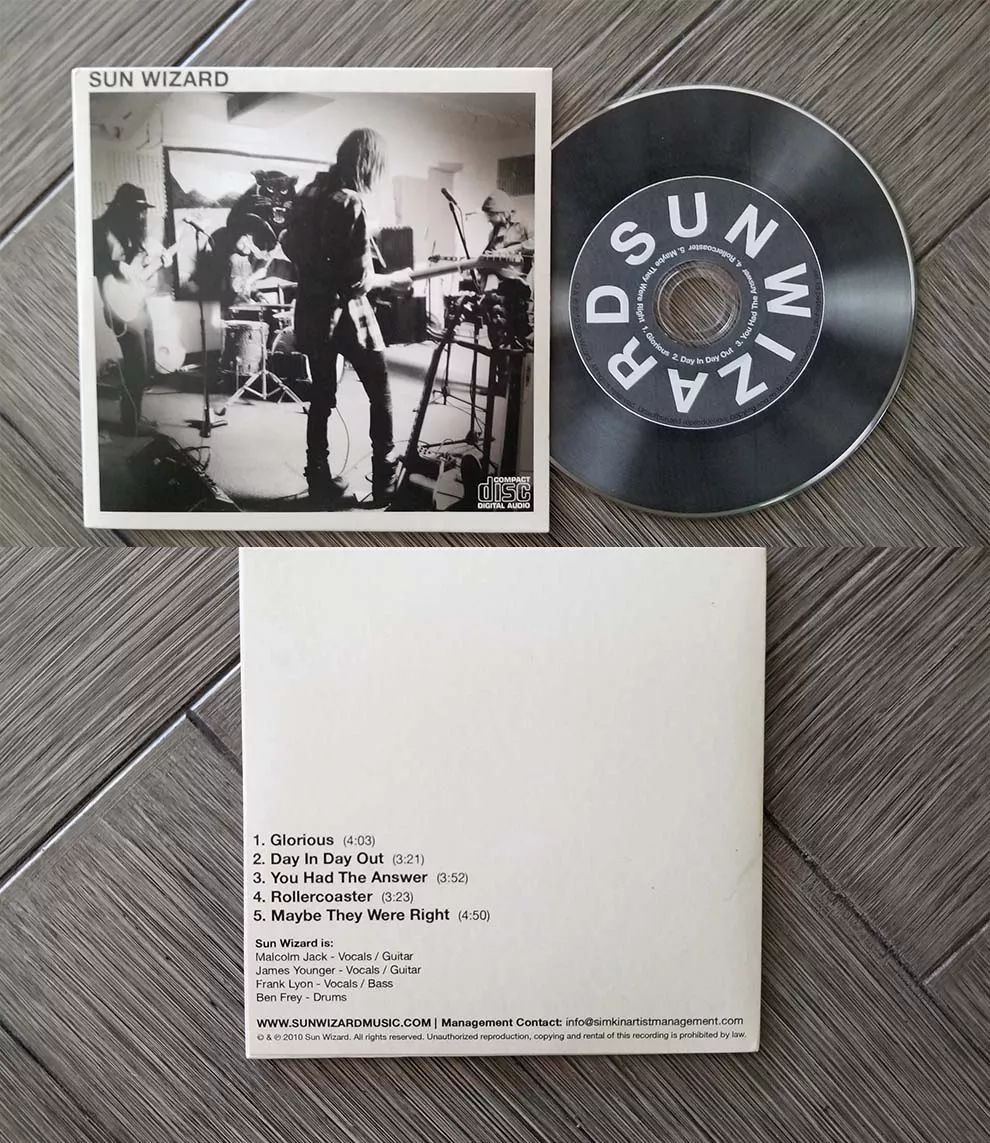 SUN WIZARD
COMPACT
disc
DIGITAL AUDIO
SUN WIZARD
1. Glorious 2. Day In Day Out 3. You Had The Answer 4. Rollercoaster 5. Maybe They Were Right
1. Glorious (4:03)
2. Day In Day Out (3:21)
3. You Had The Answer (3:52)
4. Rollercoaster (3:23)
5. Maybe They Were Right (4:50)
Sun Wizard is:
Malcolm Jack - Vocals / Guitar
James Younger - Vocals / Guitar
Frank Lyon - Vocals / Bass
Ben Frey - Drums
WWW.SUNWIZARDMUSIC.COM | Management Contact: info@simkinartistmanagement.com
© & ℗ 2010 Sun Wizard. All rights reserved. Unauthorized reproduction, copying and rental of this recording is prohibited by law.